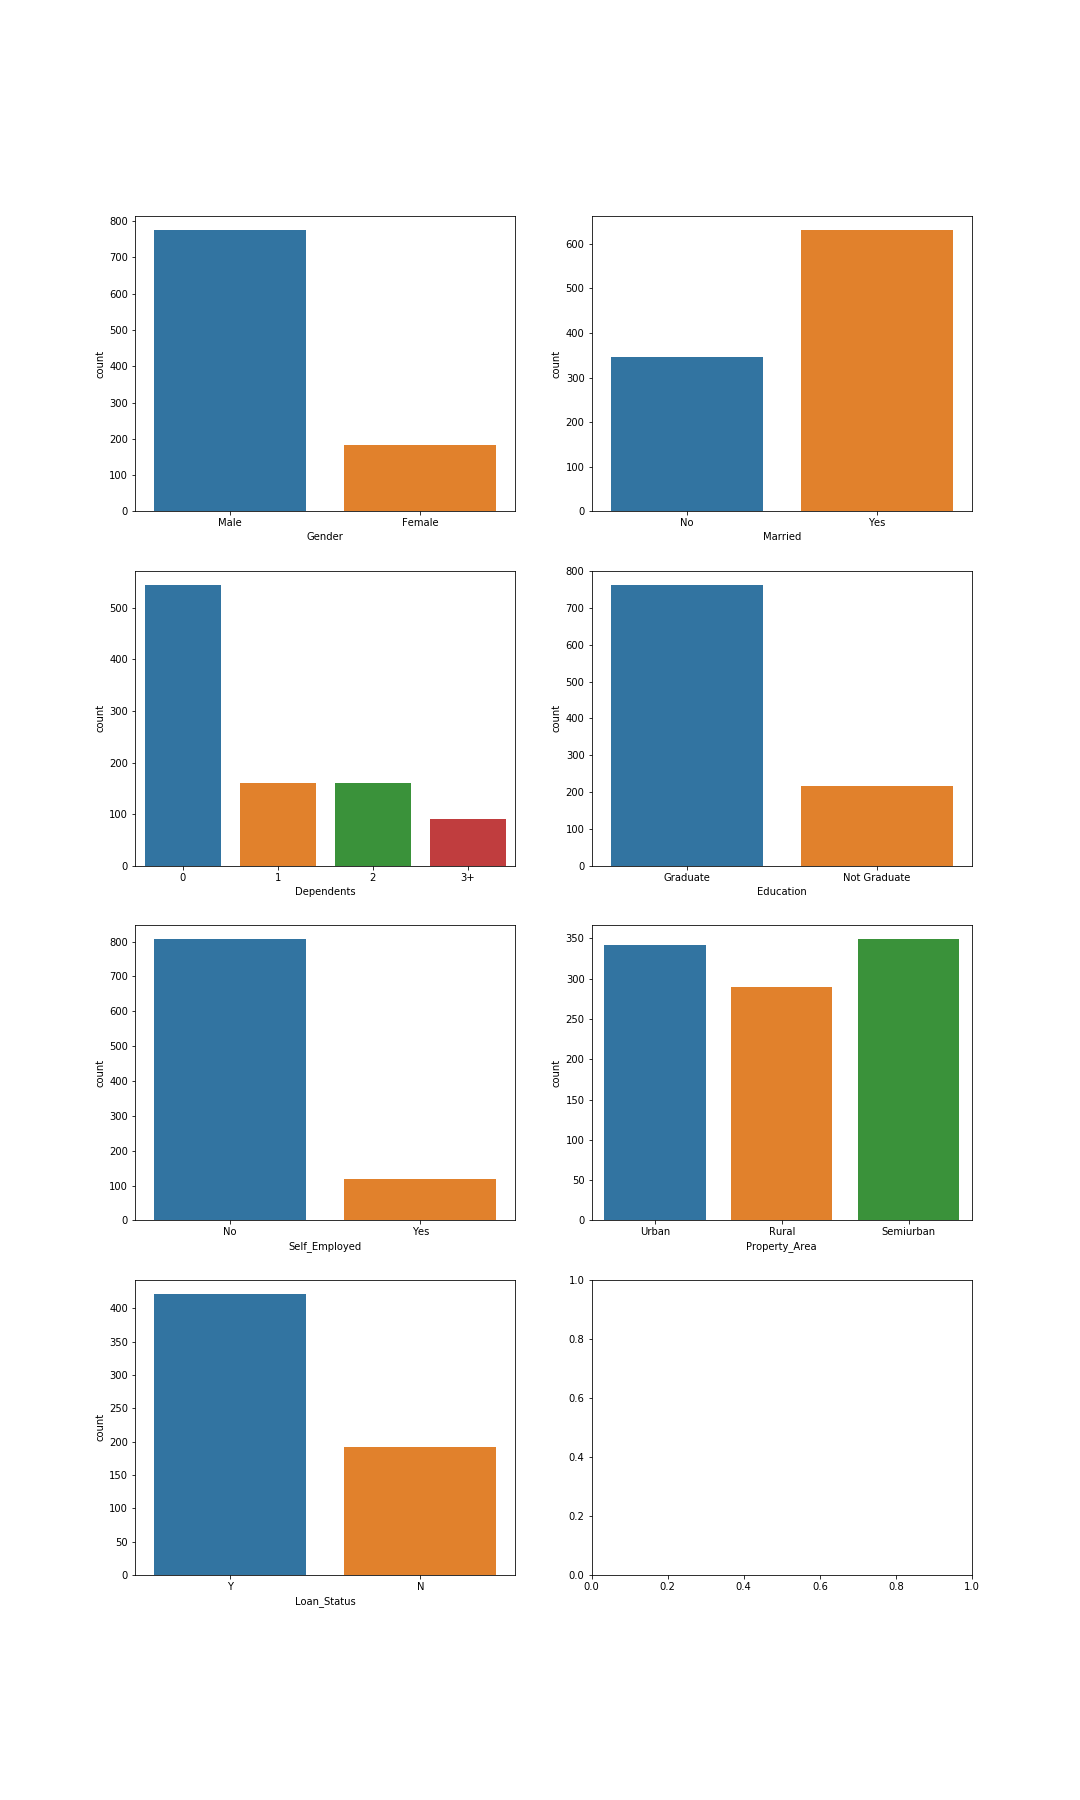 800
700
600
500
400
300
200
100
0
count
Male Female
Gender
600
500
400
300
200
100
0
count
No Yes
Married
500
400
300
200
100
0
count
0 1 2 3+
Dependents
800
700
600
500
400
300
200
100
0
count
Graduate Not Graduate
Education
800
700
600
500
400
300
200
100
0
count
No Yes
Self_Employed
350
300
250
200
150
100
50
0
count
Urban Rural Semiurban
Property_Area
400
350
300
250
200
150
100
50
0
count
Y N
Loan_Status
1.0
0.8
0.6
0.4
0.2
0.0
0.0 0.2 0.4 0.6 0.8 1.0